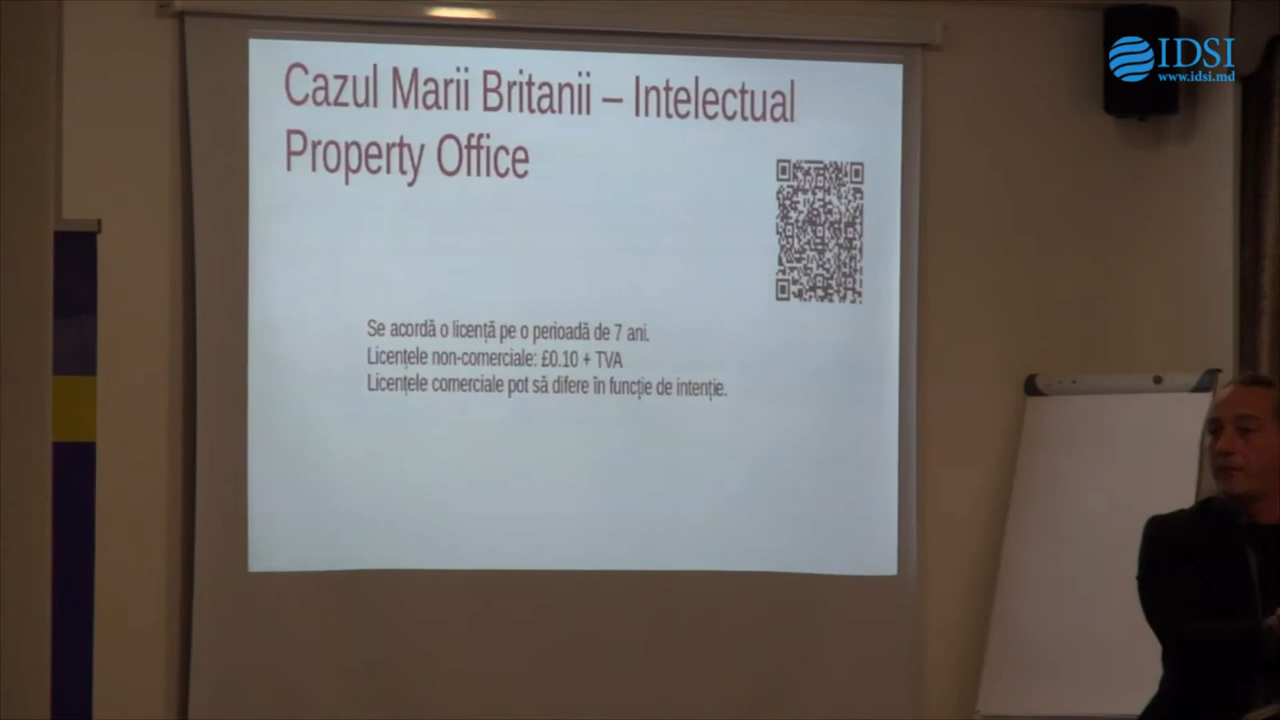 IDSI
www.idsi.md
Cazul Marii Britanii – Intelectual
Property Office
Se acordă o licență pe o perioadă de 7 ani.
Licențele non-comerciale: £0.10 + TVA
Licențele comerciale pot să difere în funcție de intenție.